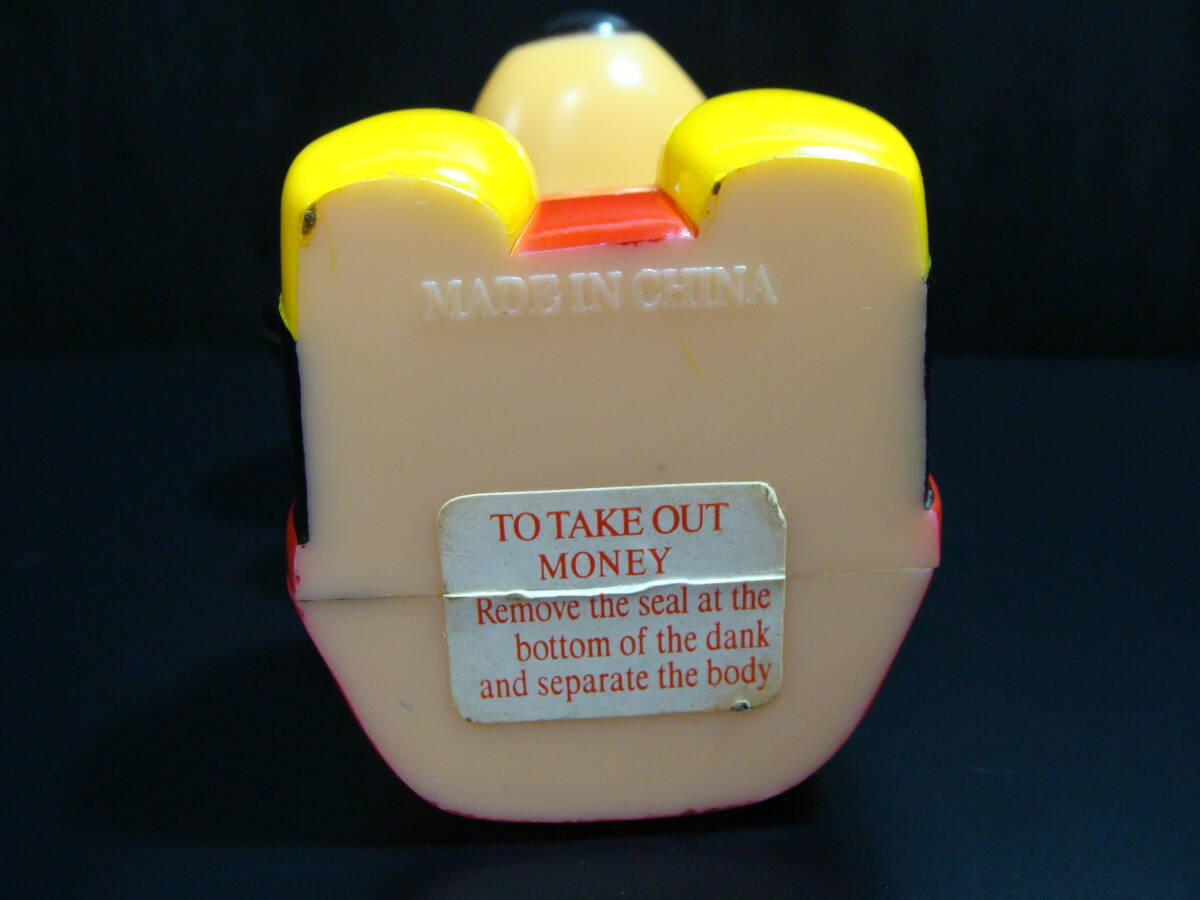 MADE IN CHINA
TO TAKE OUT
MONEY
Remove the seal at the
bottom of the dank
and separate the body